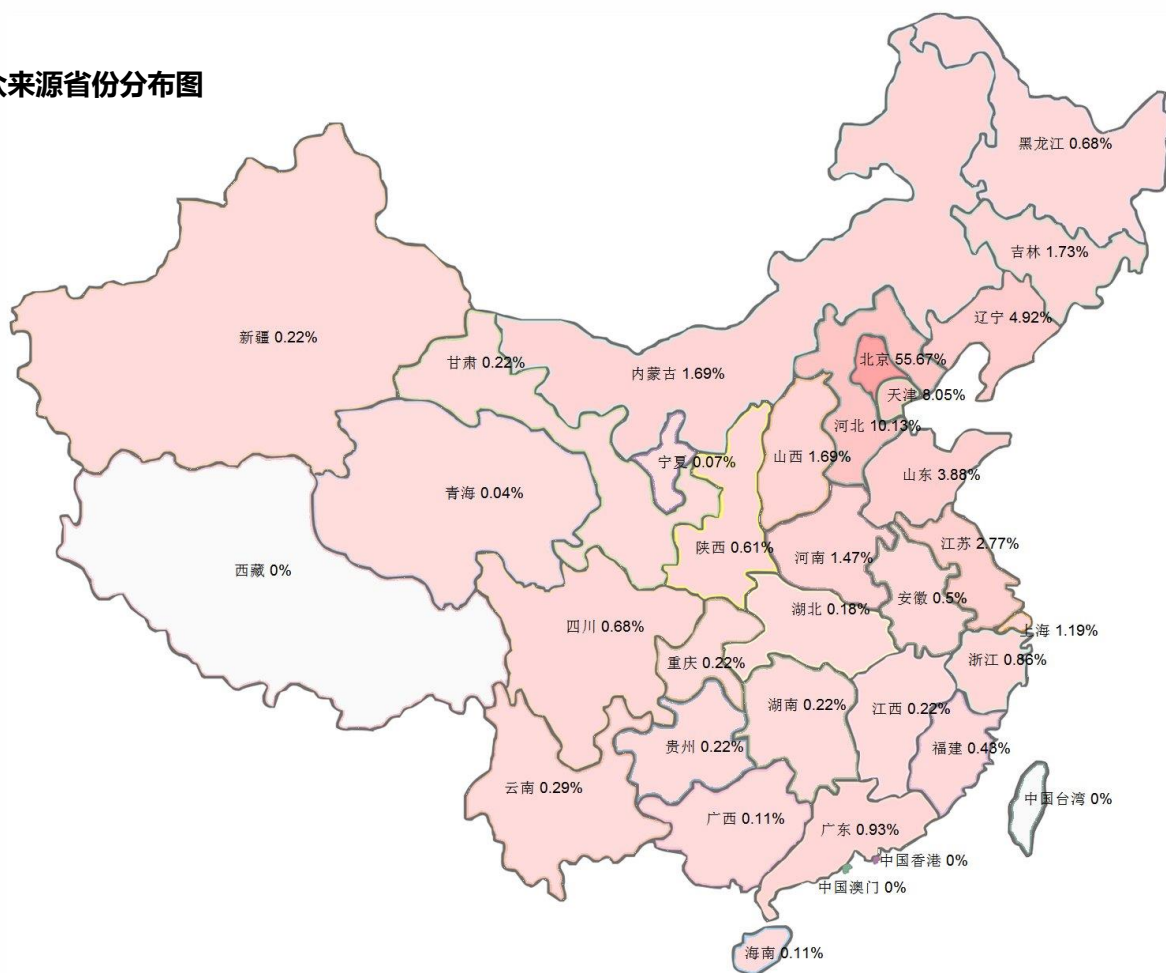 来源省份分布图
黑龙江 0.68%
吉林 1.73%
辽宁 4.92%
新疆 0.22%
甘肃 0.22%
内蒙古 1.69%
北京 55.67%
天津 8.05%
河北 10.13%
宁夏 0.07%
山西 1.69%
山东 3.88%
青海 0.04%
陕西 0.61%
河南 1.47%
江苏 2.77%
西藏 0%
安徽 0.5%
湖北 0.18%
四川 0.68%
上海 1.19%
重庆 0.22%
浙江 0.86%
湖南 0.22%
江西 0.22%
贵州 0.22%
福建 0.43%
云南 0.29%
中国台湾 0%
广西 0.11%
广东 0.93%
中国香港 0%
中国澳门 0%
海南 0.11%